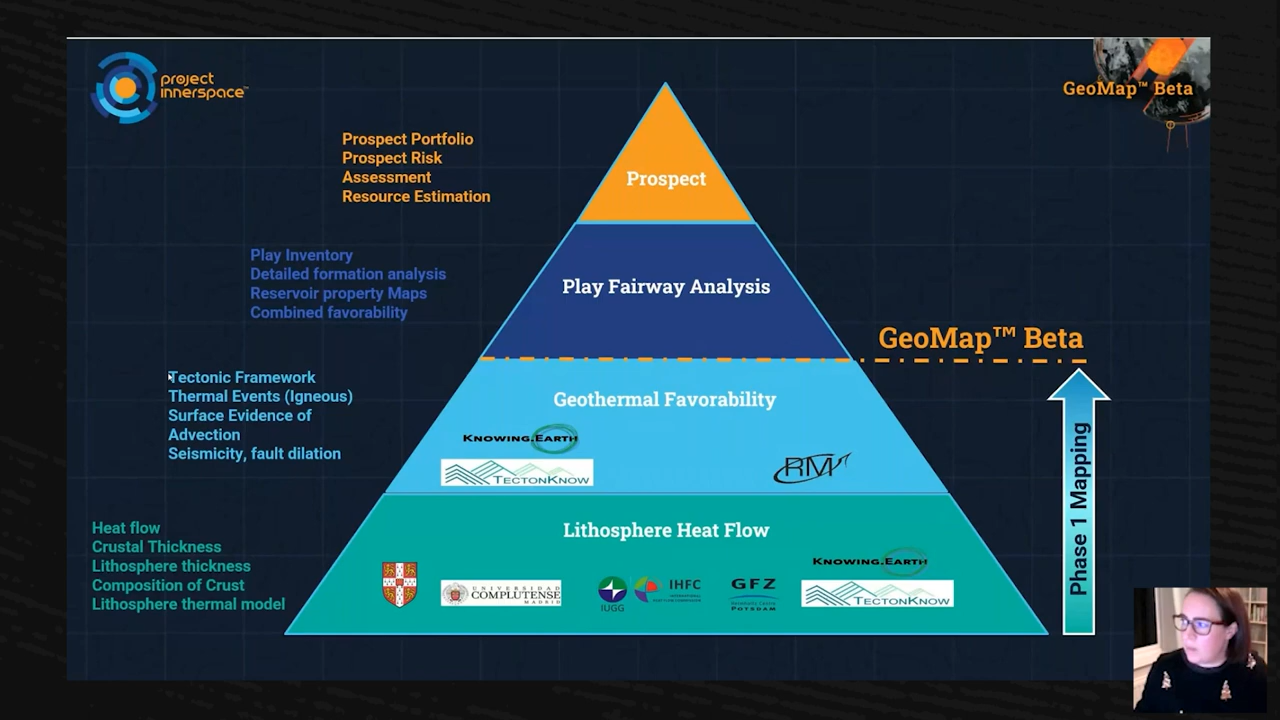 project
innerspace™
GeoMap™ Beta
Prospect Portfolio
Prospect Risk
Assessment
Resource Estimation
Prospect
Play Inventory
Detailed formation analysis
Reservoir property Maps
Combined favorability
Play Fairway Analysis
GeoMap™ Beta
Tectonic Framework
Thermal Events (Igneous)
Surface Evidence of
Advection
Seismicity, fault dilation
Geothermal Favorability
KNOWING.EARTH
TECTONKNOW
RM
Phase 1 Mapping
Heat flow
Crustal Thickness
Lithosphere thickness
Composition of Crust
Lithosphere thermal model
Lithosphere Heat Flow
UNIVERSIDAD
COMPLUTENSE
MADRID
IUGG
IHFC
GFZ
POTSDAM
KNOWING.EARTH
TECTONKNOW